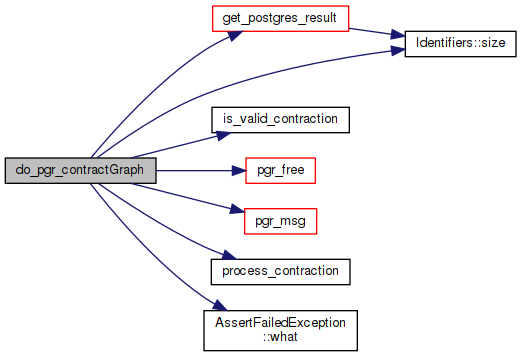 get_postgres_result
Identifiers::size
is_valid_contraction
do_pgr_contractGraph
pgr_free
pgr_msg
process_contraction
AssertFailedException
::what